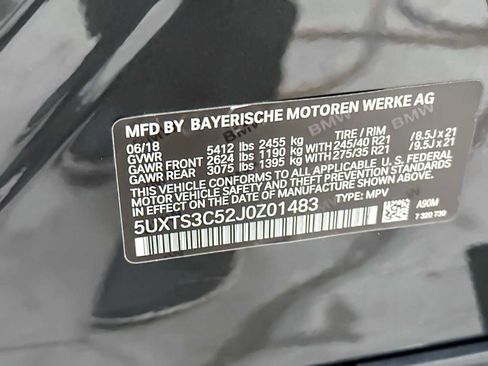 MFD BY BAYERISCHE MOTOREN WERKE AG
06/18 TIRE / RIM
GVWR 5412 lbs 2455 kg
GAWR FRONT 2624 lbs 1190 kg WITH 245/40 R21 /8.5J x 21
GAWR REAR 3075 lbs 1395 kg WITH 275/35 R21 /9.5J x 21
THIS VEHICLE CONFORMS TO ALL APPLICABLE U. S. FEDERAL
MOTOR VEHICLE SAFETY, BUMPER, AND THEFT PREVENTION STANDARDS IN EFFECT ON
THE DATE OF MANUFACTURE SHOWN ABOVE.
5UXTS3C52J0Z01483 TYPE: MPV
A90M
7 320 730